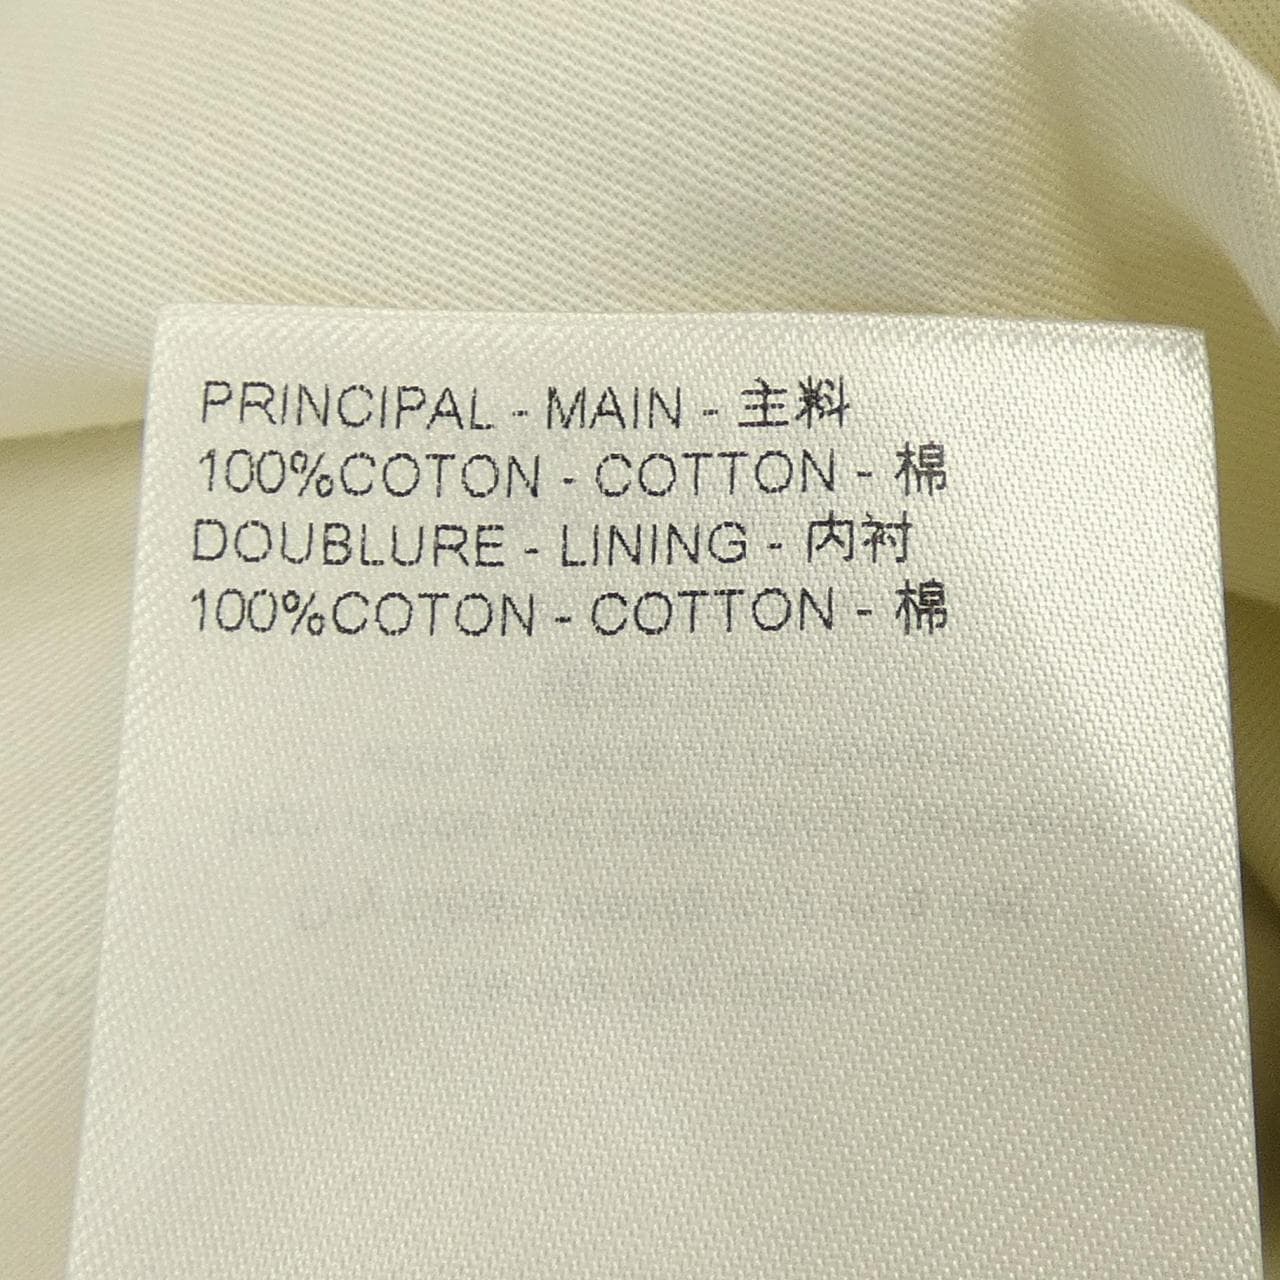 PRINCIPAL - MAIN - 主料
100%COTON - COTTON - 棉
DOUBLURE - LINING - 内衬
100%COTON - COTTON - 棉